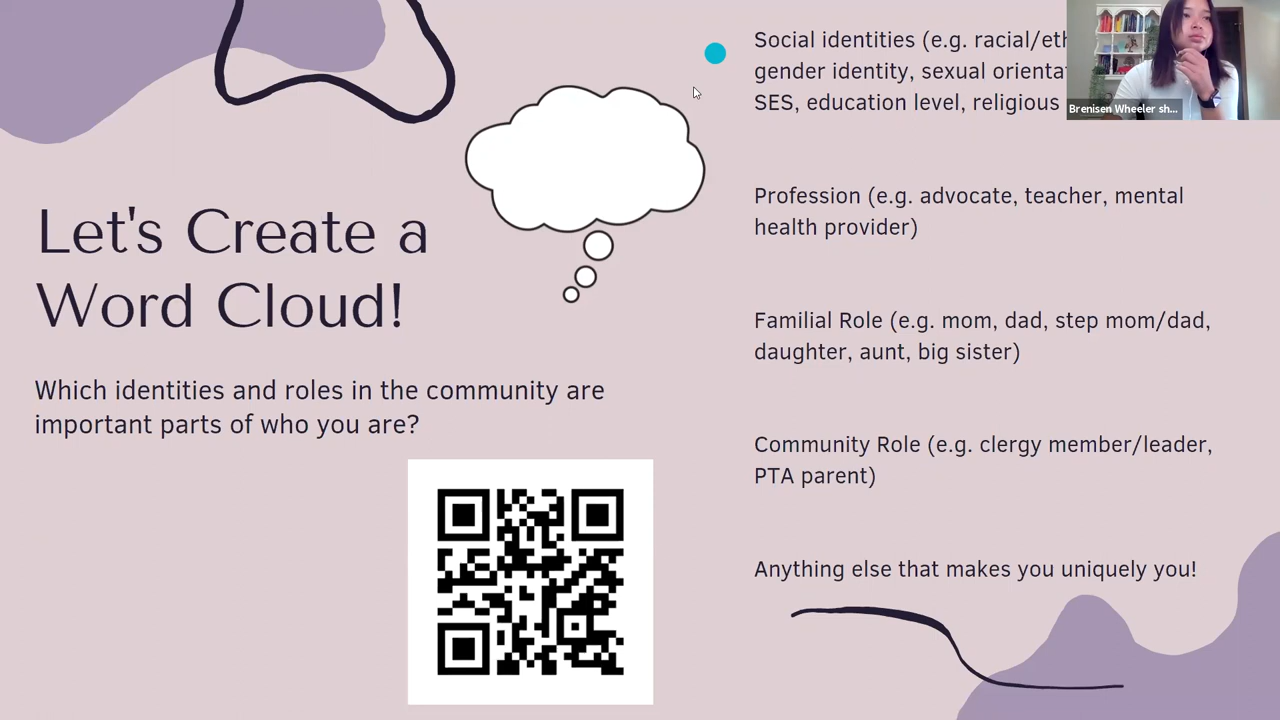 Let's Create a
Word Cloud!
Which identities and roles in the community are
important parts of who you are?
Social identities (e.g. racial/eth
gender identity, sexual orientat
SES, education level, religious
Profession (e.g. advocate, teacher, mental
health provider)
Familial Role (e.g. mom, dad, step mom/dad,
daughter, aunt, big sister)
Community Role (e.g. clergy member/leader,
PTA parent)
Anything else that makes you uniquely you!
Brenisen Wheeler sh...